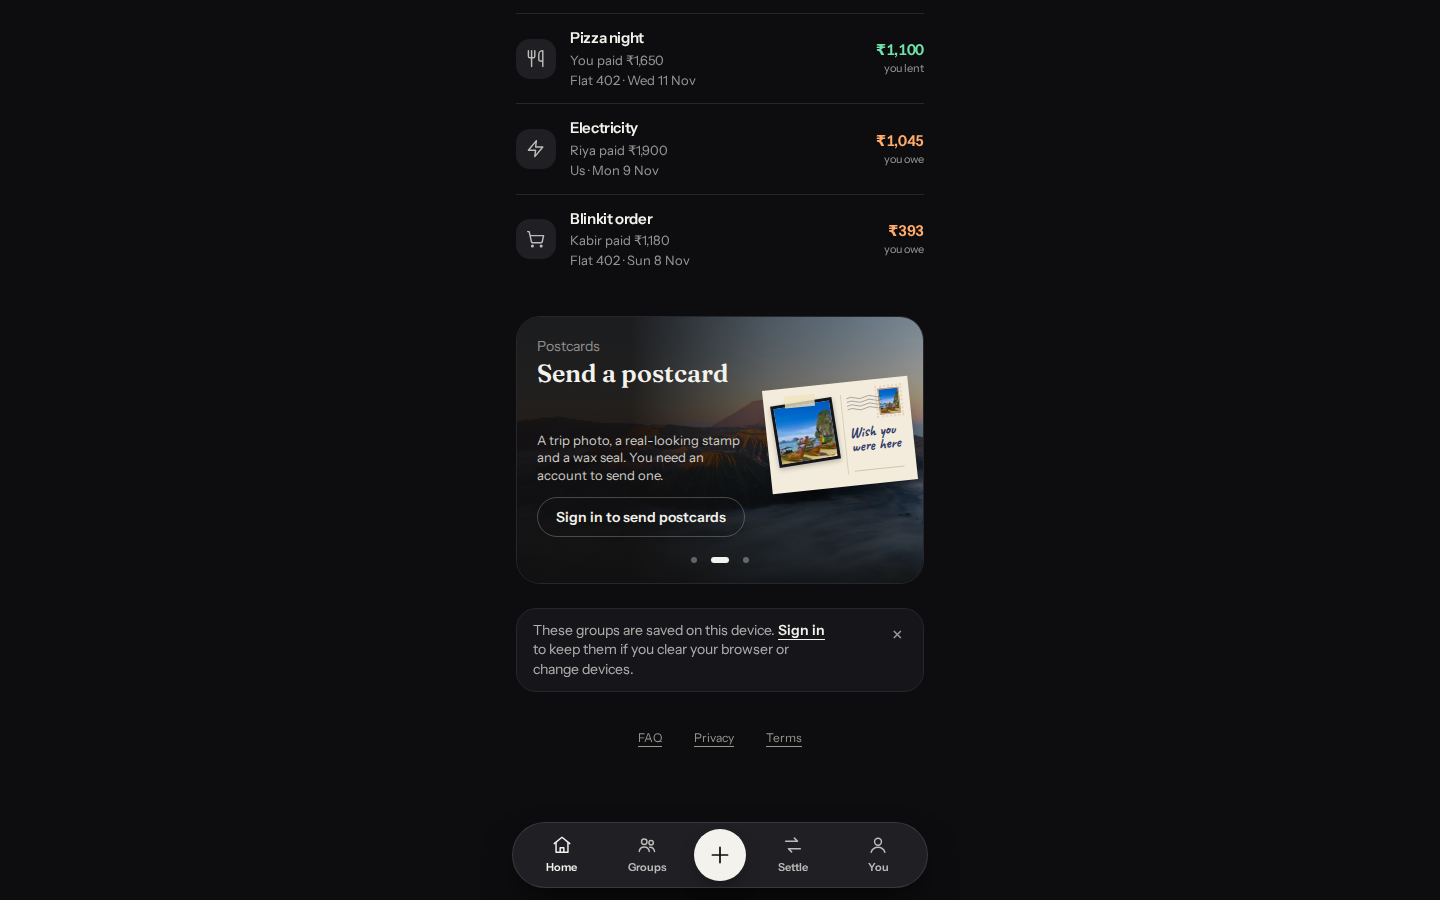 Pizza night
You paid ₹1,650
Flat 402 · Wed 11 Nov
₹1,100
you lent
Electricity
Riya paid ₹1,900
Us · Mon 9 Nov
₹1,045
you owe
Blinkit order
Kabir paid ₹1,180
Flat 402 · Sun 8 Nov
₹393
you owe
Postcards
Send a postcard
A trip photo, a real-looking stamp
and a wax seal. You need an
account to send one.
Wish you
were here
Sign in to send postcards
These groups are saved on this device. Sign in
to keep them if you clear your browser or
change devices.
FAQ Privacy Terms
Home Groups Settle You